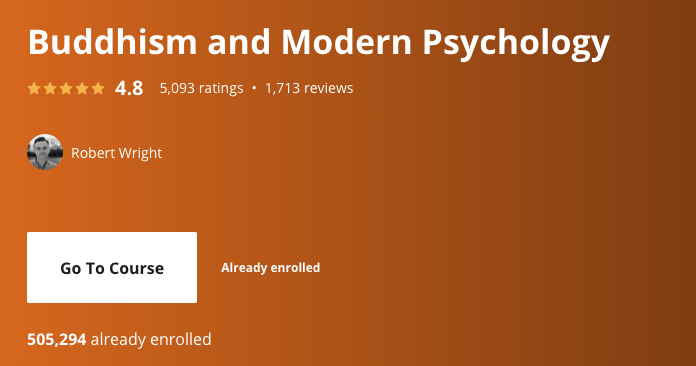 Buddhism and Modern Psychology
4.8 5,093 ratings • 1,713 reviews
Robert Wright
Go To Course Already enrolled
505,294 already enrolled